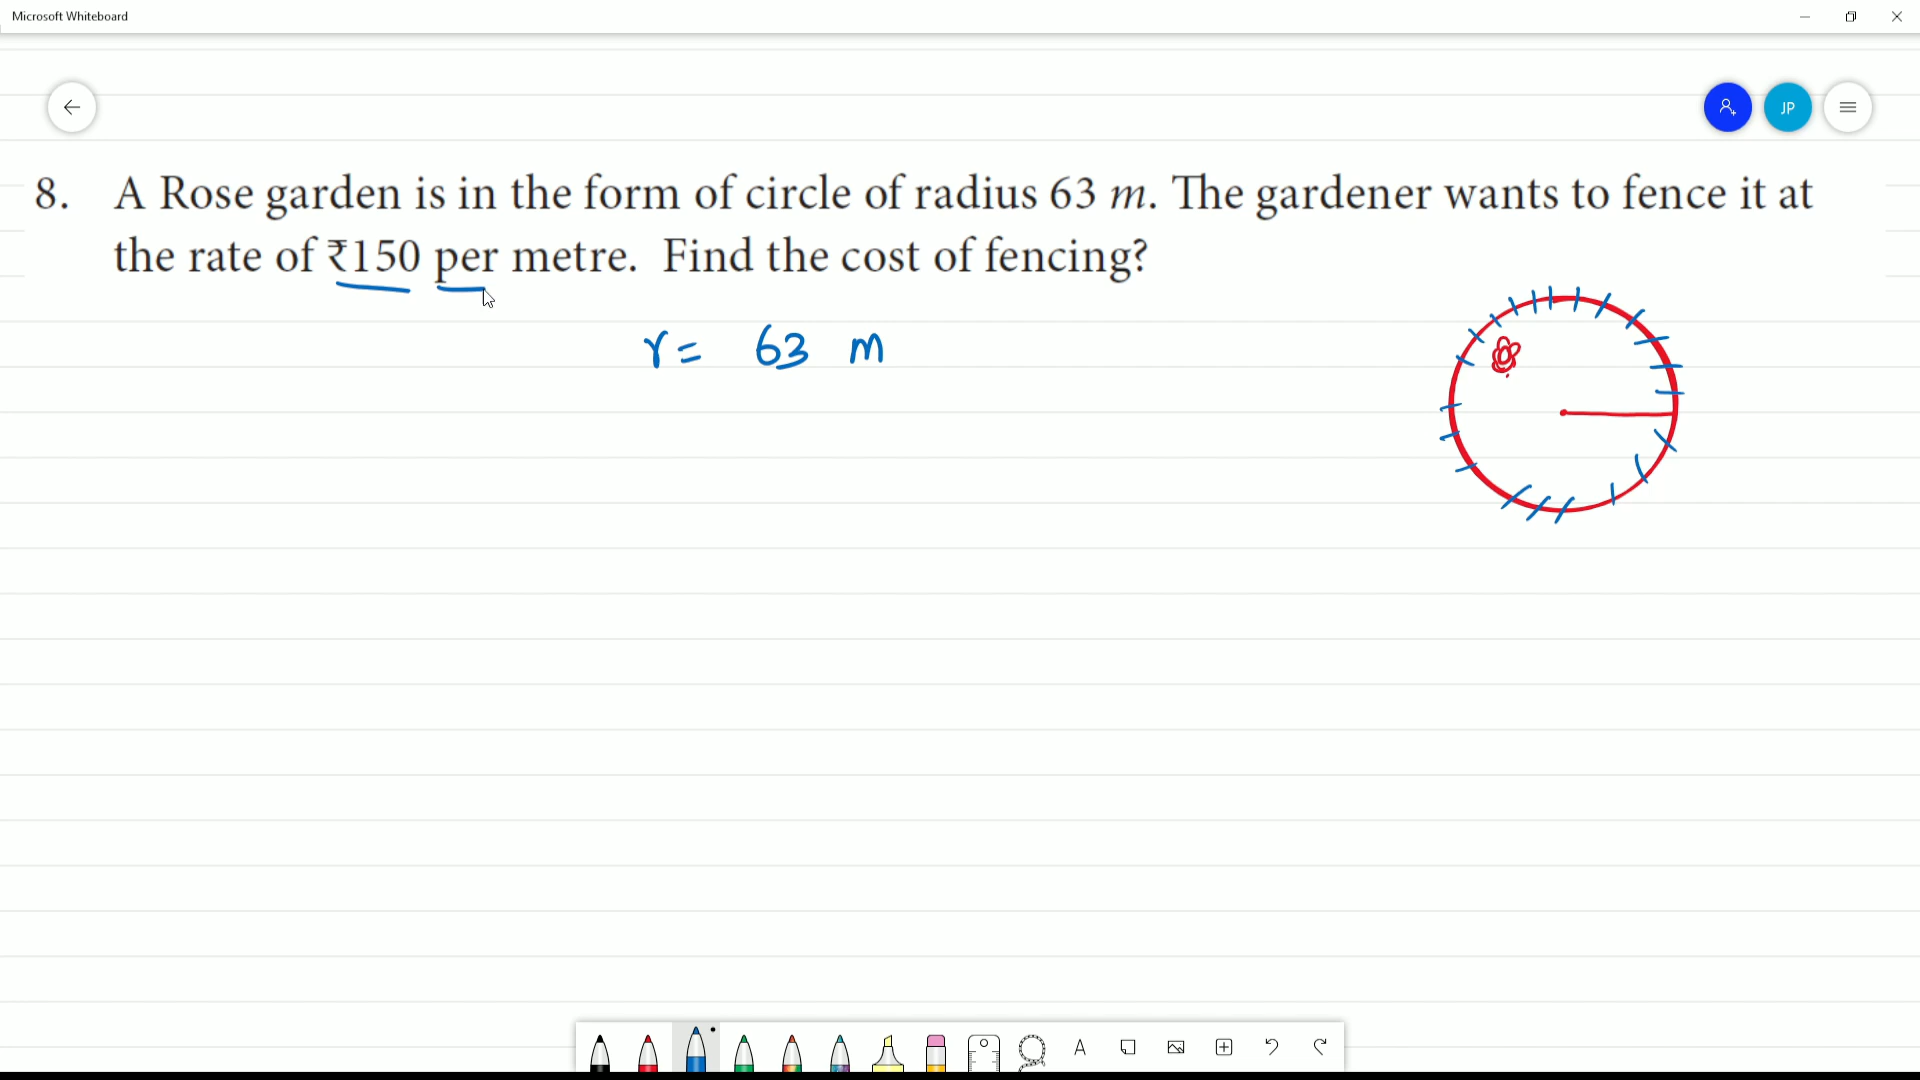 Microsoft Whiteboard
JP
8. A Rose garden is in the form of circle of radius 63 m. The gardener wants to fence it at
the rate of ₹150 per metre. Find the cost of fencing?
r = 63 m
A